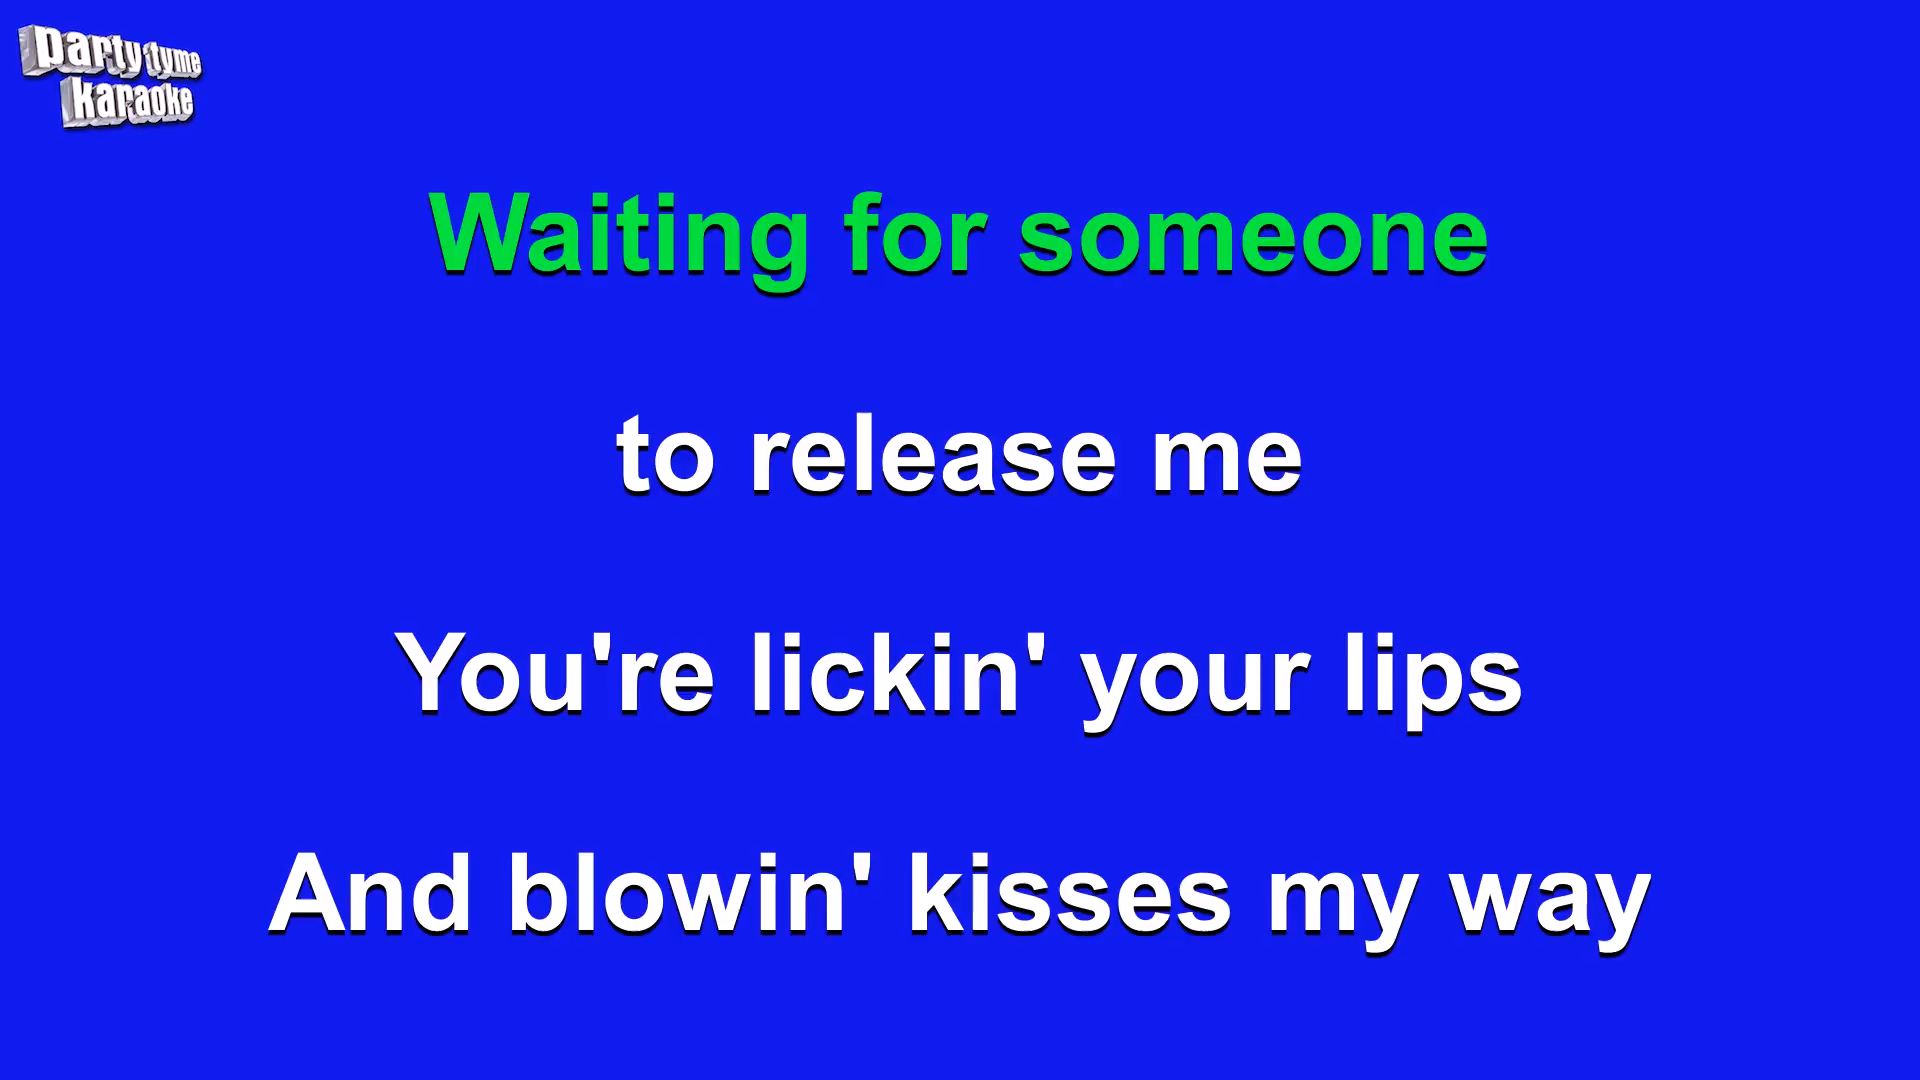 party tyme
karaoke
Waiting for someone
to release me
You're lickin' your lips
And blowin' kisses my way